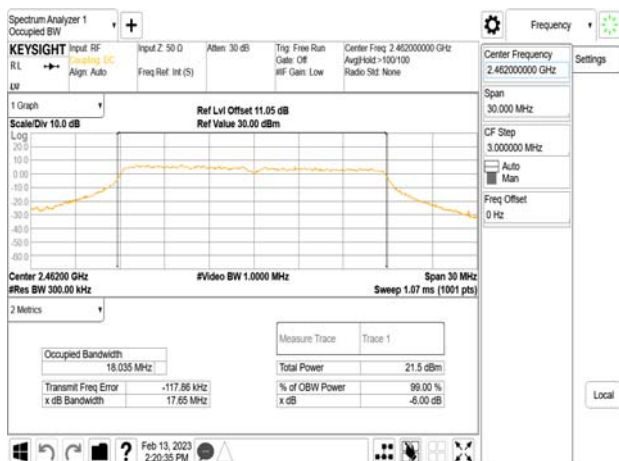 Spectrum Analyzer 1
Occupied BW
+
Frequency
KEYSIGHT
Input: RF
Coupling: DC
Align: Auto
Input Z: 50 Ω
Freq Ref: Int (S)
Atten: 30 dB
Trig: Free Run
Gate: Off
#IF Gain: Low
Center Freq: 2.462000000 GHz
Avg|Hold:>100/100
Radio Std: None
RL
LXI
1 Graph
Scale/Div 10.0 dB
Ref Lvl Offset 11.05 dB
Ref Value 30.00 dBm
Log
20.0
10.0
0.00
-10.0
-20.0
-30.0
-40.0
-50.0
-60.0
Center 2.46200 GHz
#Res BW 300.00 kHz
#Video BW 1.0000 MHz
Span 30 MHz
Sweep 1.07 ms (1001 pts)
2 Metrics
Measure Trace Trace 1
Occupied Bandwidth
18.035 MHz
Transmit Freq Error -117.86 kHz
x dB Bandwidth 17.65 MHz
Total Power 21.5 dBm
% of OBW Power 99.00 %
x dB -6.00 dB
Center Frequency
2.462000000 GHz
Span
30.000 MHz
CF Step
3.000000 MHz
Auto
Man
Freq Offset
0 Hz
Settings
Local
?
Feb 13, 2023
2:20:35 PM